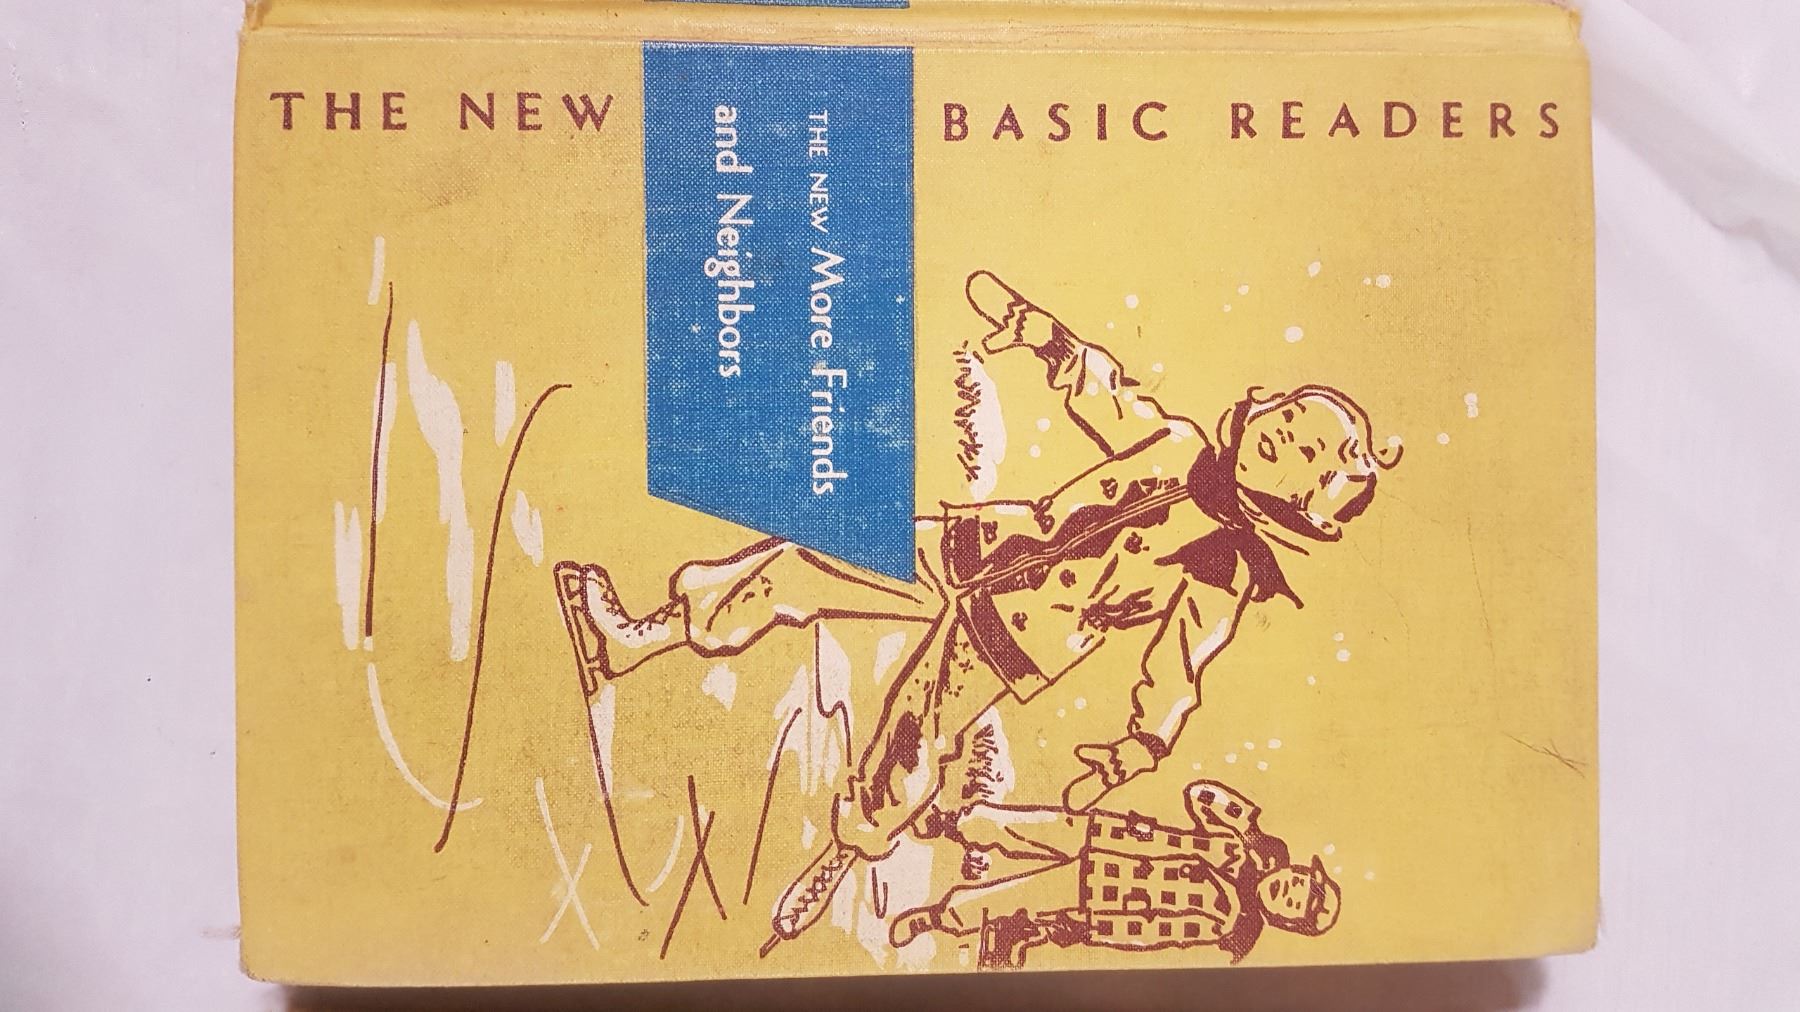 THE NEW BASIC READERS
THE NEW More Friends
and Neighbors